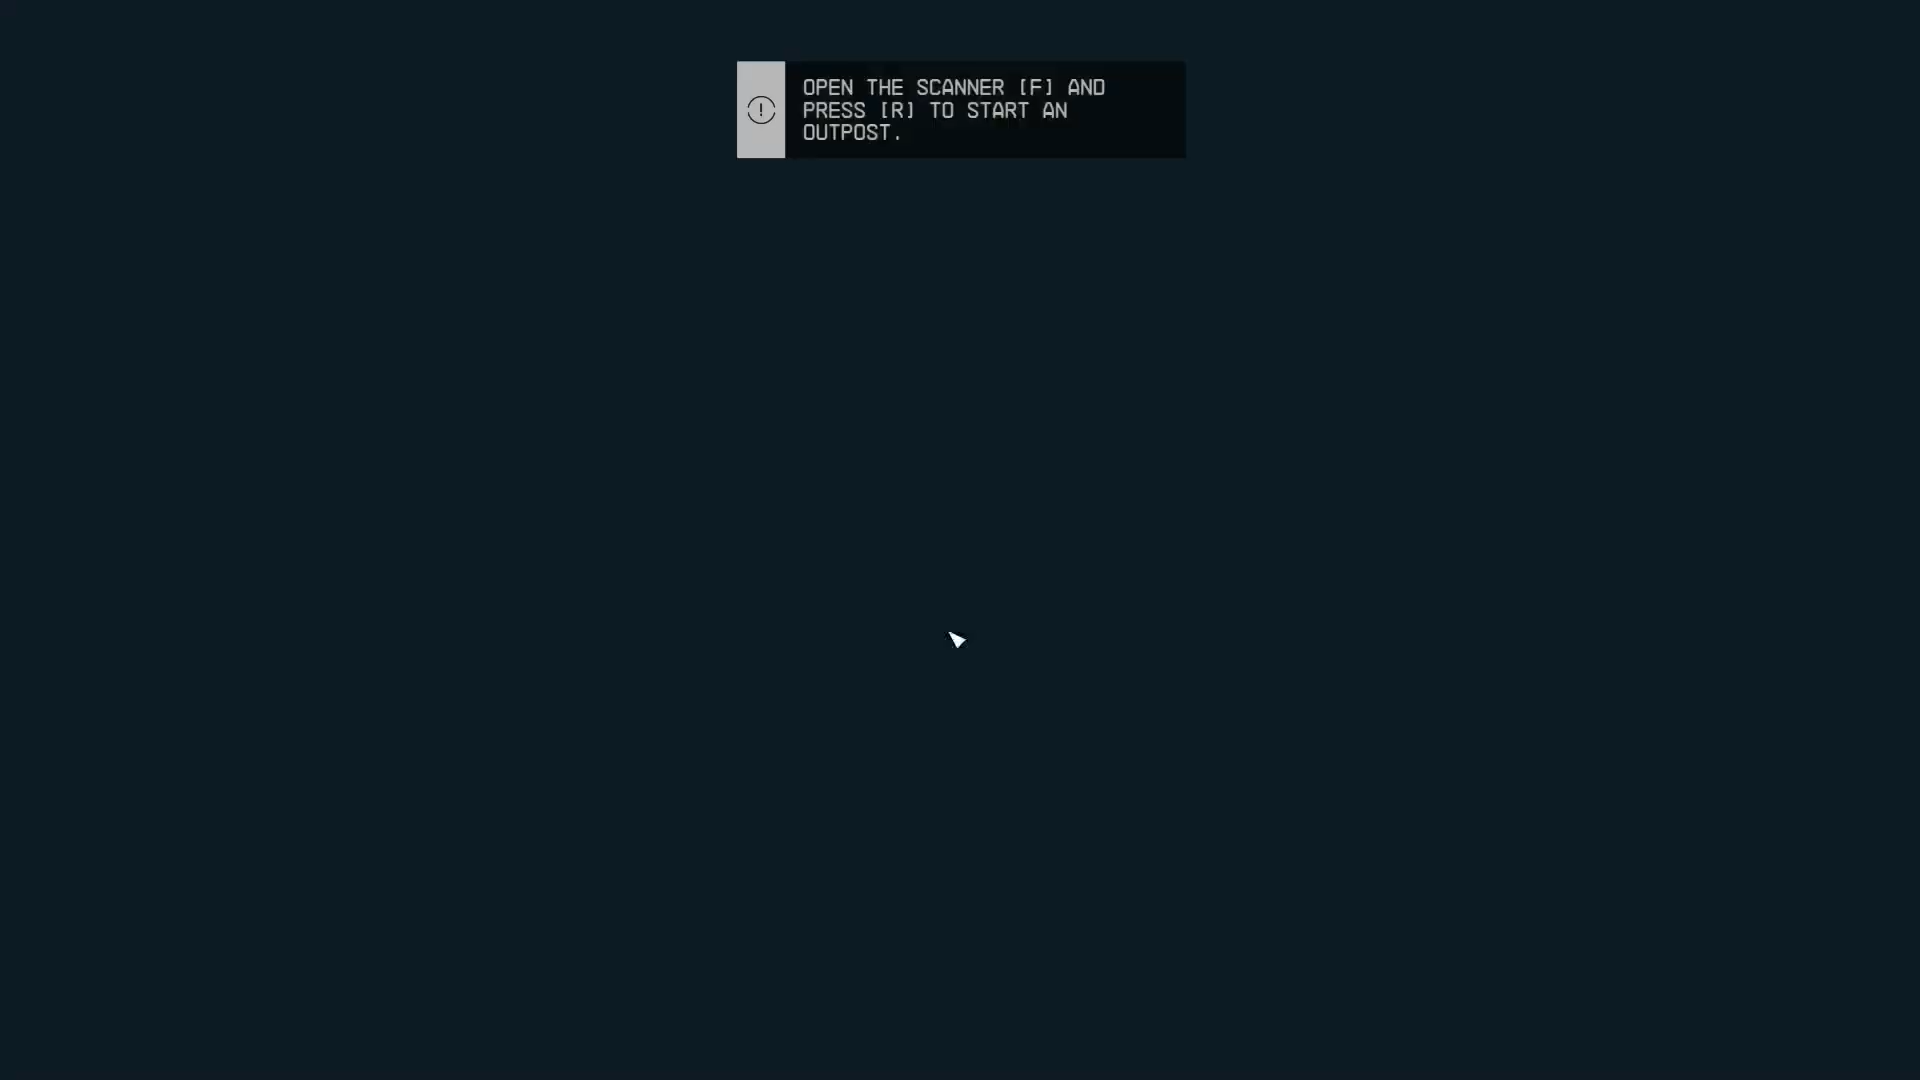 OPEN THE SCANNER [F] AND
PRESS [R] TO START AN
OUTPOST.